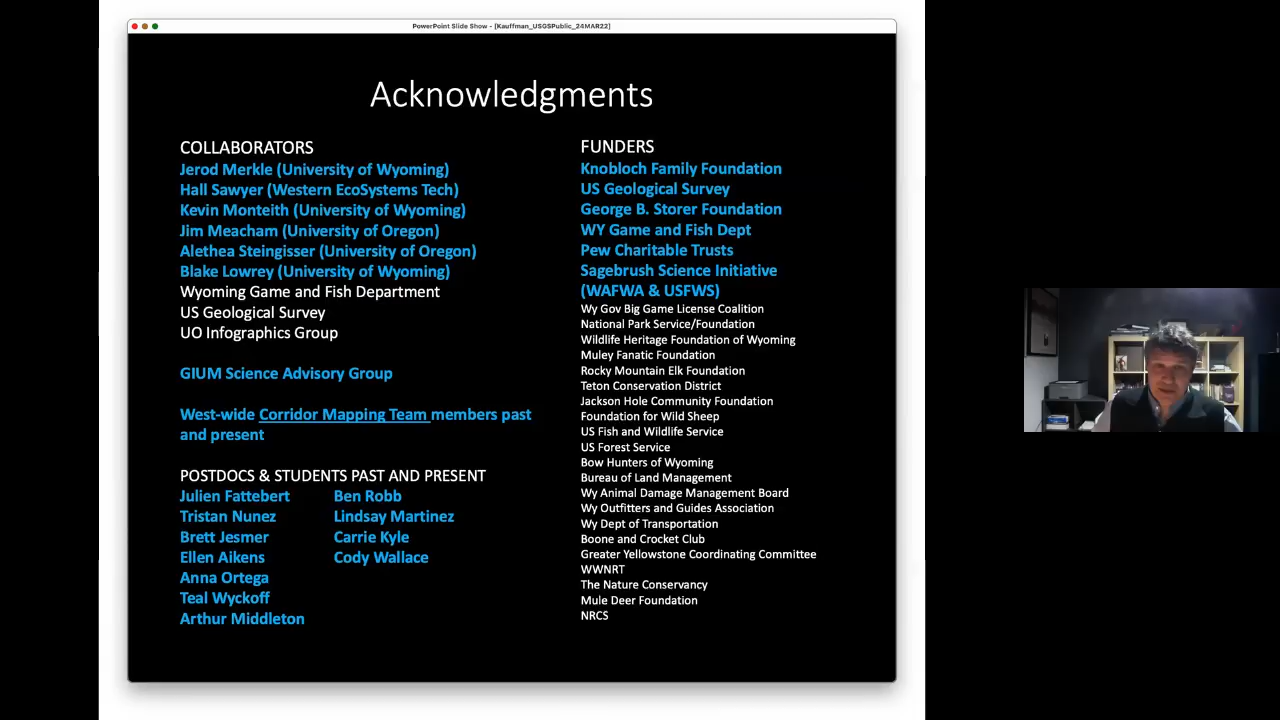 PowerPoint Slide Show - [Kauffman_USGSPublic_24MAR22]
Acknowledgments
COLLABORATORS
Jerod Merkle (University of Wyoming)
Hall Sawyer (Western EcoSystems Tech)
Kevin Monteith (University of Wyoming)
Jim Meacham (University of Oregon)
Alethea Steingisser (University of Oregon)
Blake Lowrey (University of Wyoming)
Wyoming Game and Fish Department
US Geological Survey
UO Infographics Group
GIUM Science Advisory Group
West-wide Corridor Mapping Team members past
and present
POSTDOCS & STUDENTS PAST AND PRESENT
Julien Fattebert
Tristan Nunez
Brett Jesmer
Ellen Aikens
Anna Ortega
Teal Wyckoff
Arthur Middleton
Ben Robb
Lindsay Martinez
Carrie Kyle
Cody Wallace
FUNDERS
Knobloch Family Foundation
US Geological Survey
George B. Storer Foundation
WY Game and Fish Dept
Pew Charitable Trusts
Sagebrush Science Initiative
(WAFWA & USFWS)
Wy Gov Big Game License Coalition
National Park Service/Foundation
Wildlife Heritage Foundation of Wyoming
Muley Fanatic Foundation
Rocky Mountain Elk Foundation
Teton Conservation District
Jackson Hole Community Foundation
Foundation for Wild Sheep
US Fish and Wildlife Service
US Forest Service
Bow Hunters of Wyoming
Bureau of Land Management
Wy Animal Damage Management Board
Wy Outfitters and Guides Association
Wy Dept of Transportation
Boone and Crocket Club
Greater Yellowstone Coordinating Committee
WWNRT
The Nature Conservancy
Mule Deer Foundation
NRCS